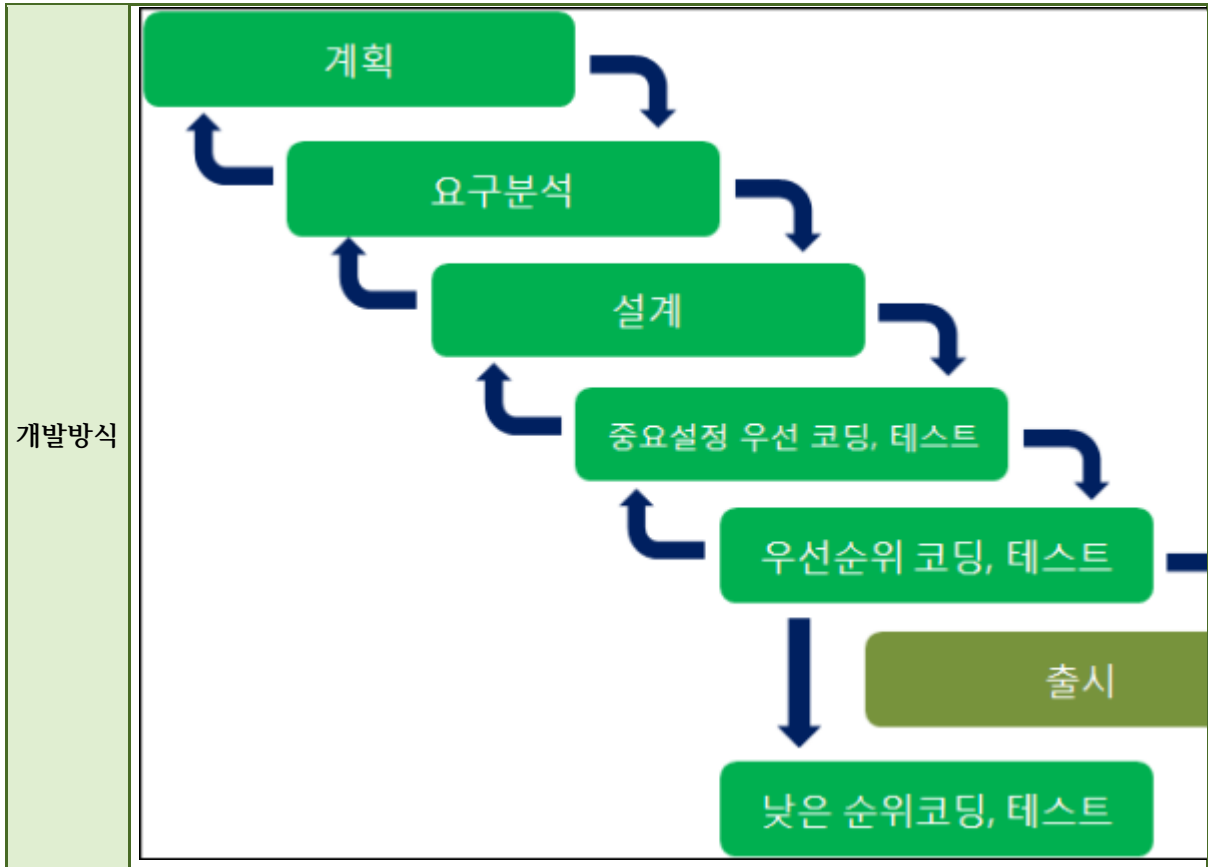 개발방식
계획
요구분석
설계
중요설정 우선 코딩, 테스트
우선순위 코딩, 테스트
출시
낮은 순위코딩, 테스트